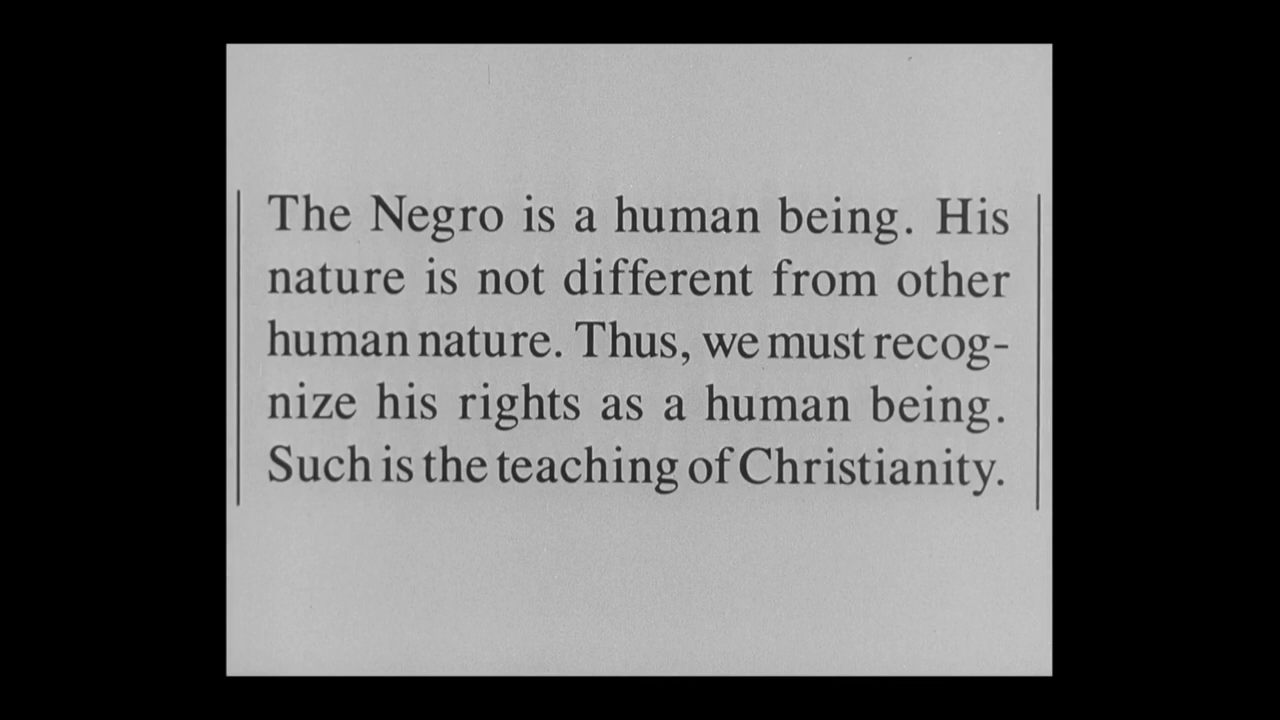 The Negro is a human being. His
nature is not different from other
human nature. Thus, we must recog-
nize his rights as a human being.
Such is the teaching of Christianity.